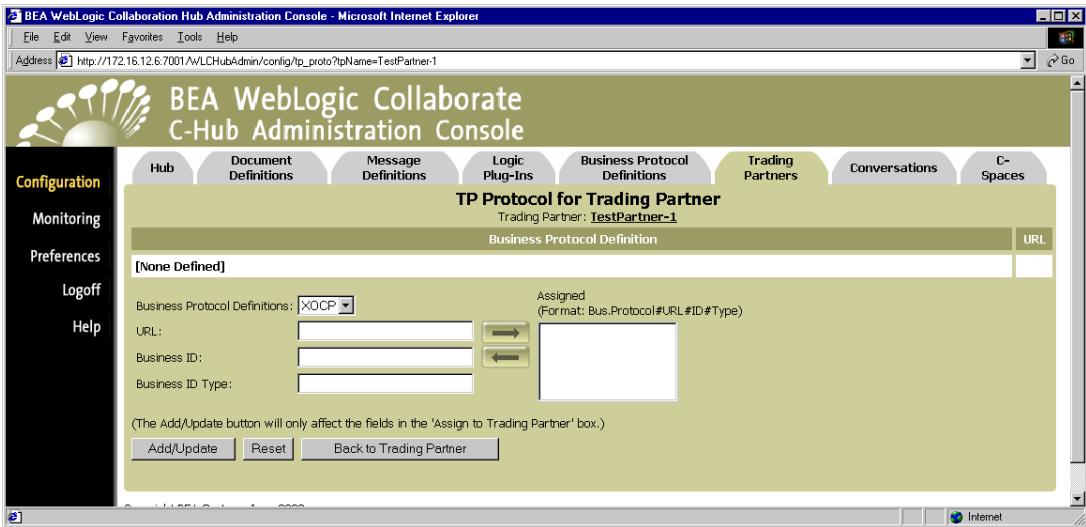 BEA WebLogic Collaboration Hub Administration Console - Microsoft Internet Explorer
File Edit View Favorites Tools Help
Address http://172.16.12.6:7001/WLCHubAdmin/config/tp_proto?tpName=TestPartner-1 Go
BEA WebLogic Collaborate
C-Hub Administration Console
Configuration
Monitoring
Preferences
Logoff
Help
Hub
Document
Definitions
Message
Definitions
Logic
Plug-Ins
Business Protocol
Definitions
Trading
Partners
Conversations
C-
Spaces
TP Protocol for Trading Partner
Trading Partner: TestPartner-1
Business Protocol Definition URL
[None Defined]
Business Protocol Definitions: XOCP
URL:
Business ID:
Business ID Type:
Assigned
(Format: Bus.Protocol#URL#ID#Type)
(The Add/Update button will only affect the fields in the 'Assign to Trading Partner' box.)
Add/Update Reset Back to Trading Partner
Internet